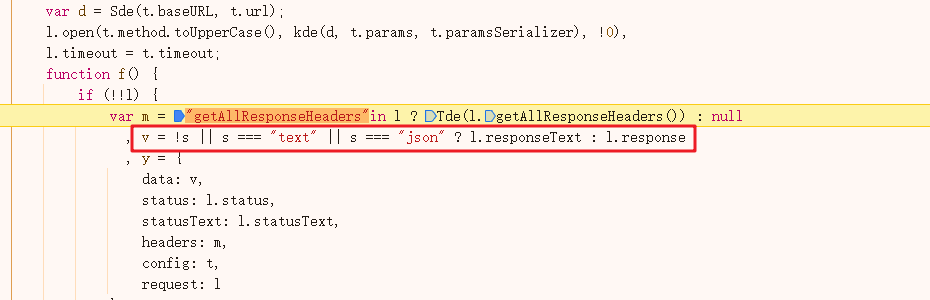 var d = Sde(t.baseURL, t.url);
l.open(t.method.toUpperCase(), kde(d, t.params, t.paramsSerializer), !0),
l.timeout = t.timeout;
function f() {
if (!!l) {
var m = "getAllResponseHeaders"in l ? Tde(l.getAllResponseHeaders()) : null
, v = !s || s === "text" || s === "json" ? l.responseText : l.response
, y = {
data: v,
status: l.status,
statusText: l.statusText,
headers: m,
config: t,
request: l